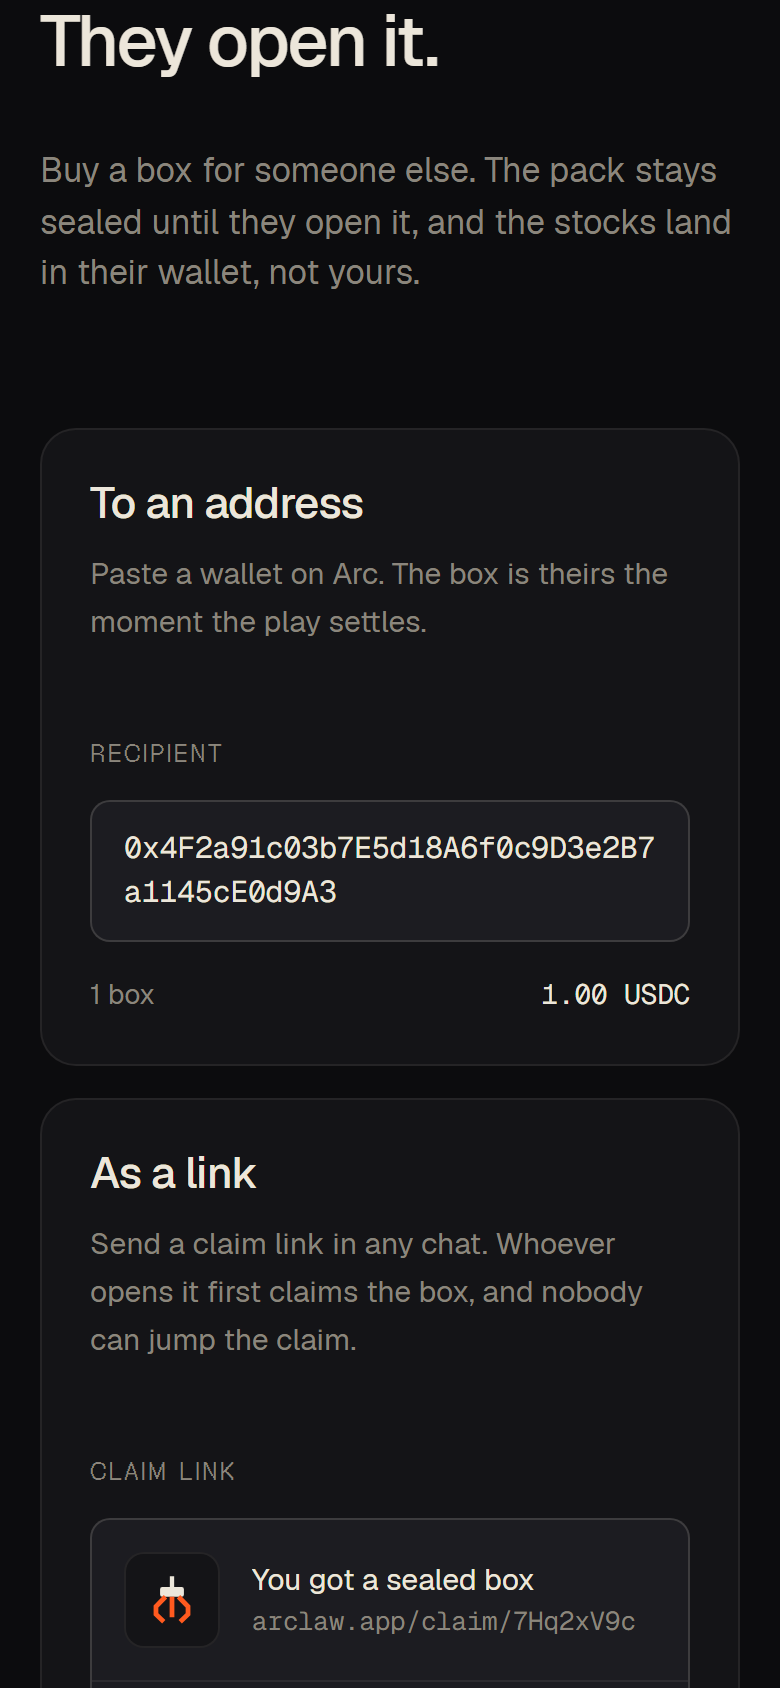 They open it.
Buy a box for someone else. The pack stays
sealed until they open it, and the stocks land
in their wallet, not yours.
To an address
Paste a wallet on Arc. The box is theirs the
moment the play settles.
RECIPIENT
0x4F2a91c03b7E5d18A6f0c9D3e2B7
a1145cE0d9A3
1 box
1.00 USDC
As a link
Send a claim link in any chat. Whoever
opens it first claims the box, and nobody
can jump the claim.
CLAIM LINK
You got a sealed box
arclaw.app/claim/7Hq2xV9c